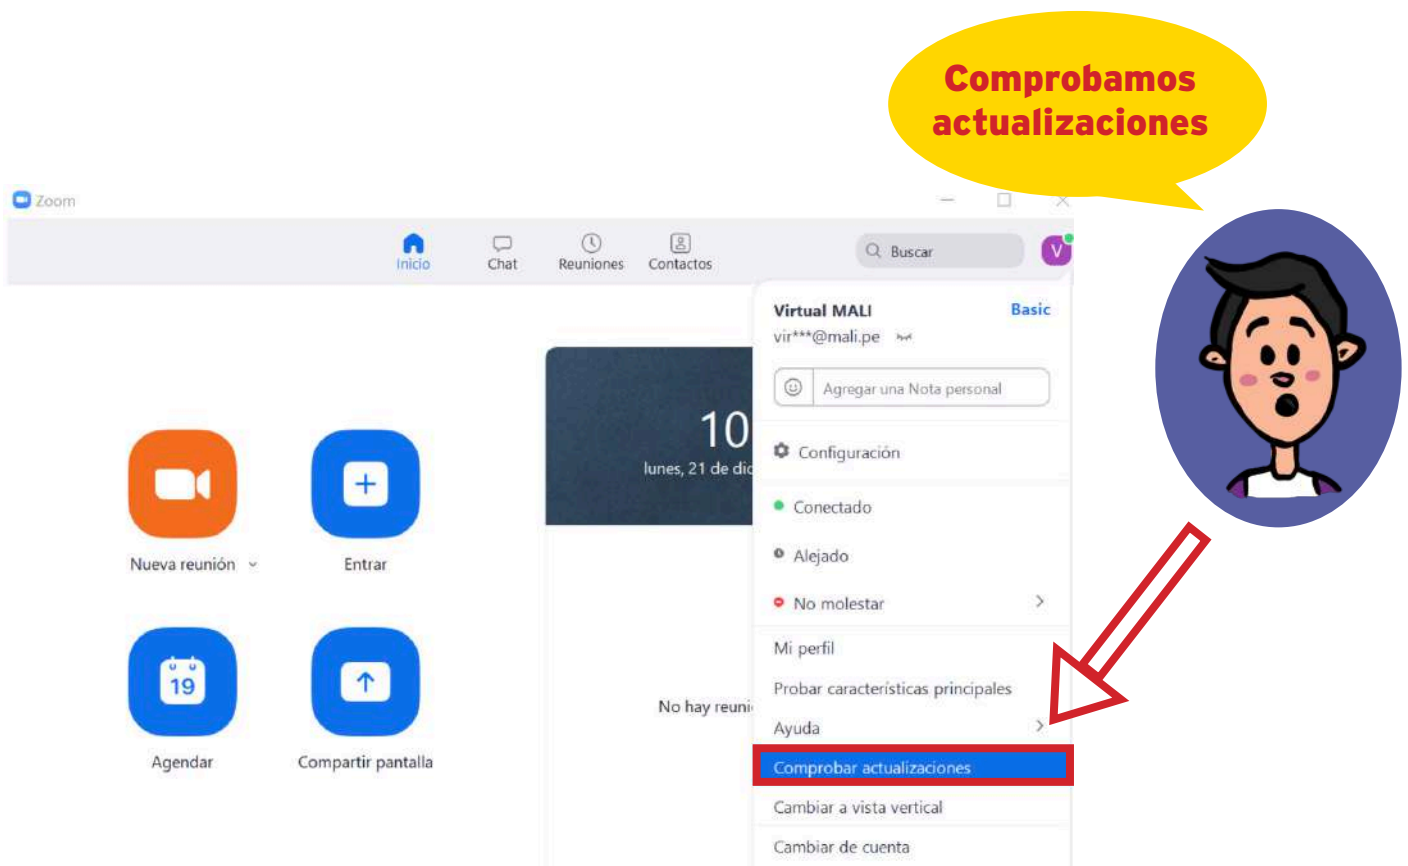 Comprobamos
actualizaciones
Zoom
Inicio
Chat
Reuniones
Contactos
Buscar
V
Virtual MALI
Basic
vir***@mali.pe
Agregar una Nota personal
10
lunes, 21 de dic
Configuración
Conectado
Alejado
No molestar
Nueva reunión
Entrar
Mi perfil
Probar características principales
19
No hay reuni
Ayuda
Agendar
Compartir pantalla
Comprobar actualizaciones
Cambiar a vista vertical
Cambiar de cuenta